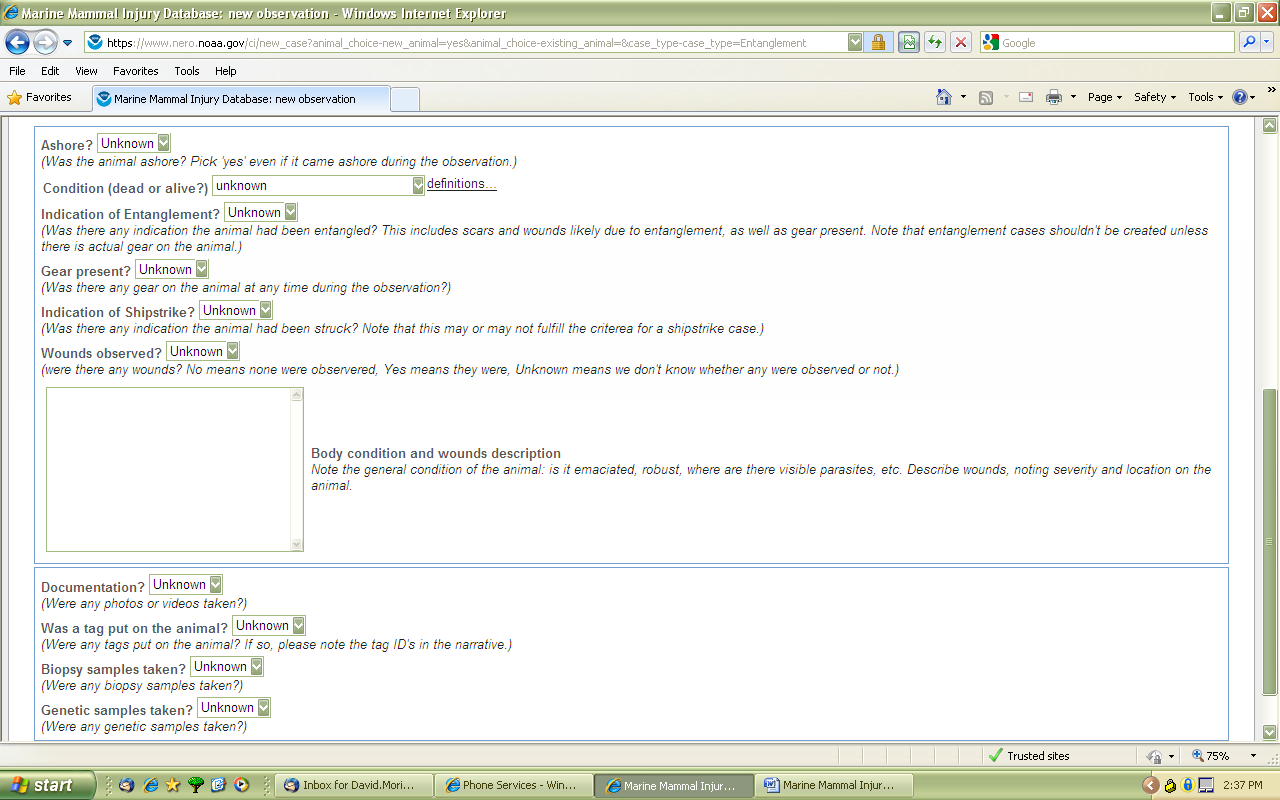 Marine Mammal Injury Database: new observation - Windows Internet Explorer
https://www.nero.noaa.gov/ci/new_case?animal_choice-new_animal=yes&animal_choice-existing_animal=&case_type-case_type=Entanglement
Google
File Edit View Favorites Tools Help
Favorites Marine Mammal Injury Database: new observation Page Safety Tools
Ashore? Unknown
(Was the animal ashore? Pick 'yes' even if it came ashore during the observation.)
Condition (dead or alive?) unknown definitions...
Indication of Entanglement? Unknown
(Was there any indication the animal had been entangled? This includes scars and wounds likely due to entanglement, as well as gear present. Note that entanglement cases shouldn't be created unless
there is actual gear on the animal.)
Gear present? Unknown
(Was there any gear on the animal at any time during the observation?)
Indication of Shipstrike? Unknown
(Was there any indication the animal had been struck? Note that this may or may not fulfill the criterea for a shipstrike case.)
Wounds observed? Unknown
(were there any wounds? No means none were observered, Yes means they were, Unknown means we don't know whether any were observed or not.)
Body condition and wounds description
Note the general condition of the animal: is it emaciated, robust, where are there visible parasites, etc. Describe wounds, noting severity and location on the
animal.
Documentation? Unknown
(Were any photos or videos taken?)
Was a tag put on the animal? Unknown
(Were any tags put on the animal? If so, please note the tag ID's in the narrative.)
Biopsy samples taken? Unknown
(Were any biopsy samples taken?)
Genetic samples taken? Unknown
(Were any genetic samples taken?)
Trusted sites 75%
start Inbox for David.Mori... Phone Services - Win... Marine Mammal Injur... Marine Mammal Injur... 2:37 PM